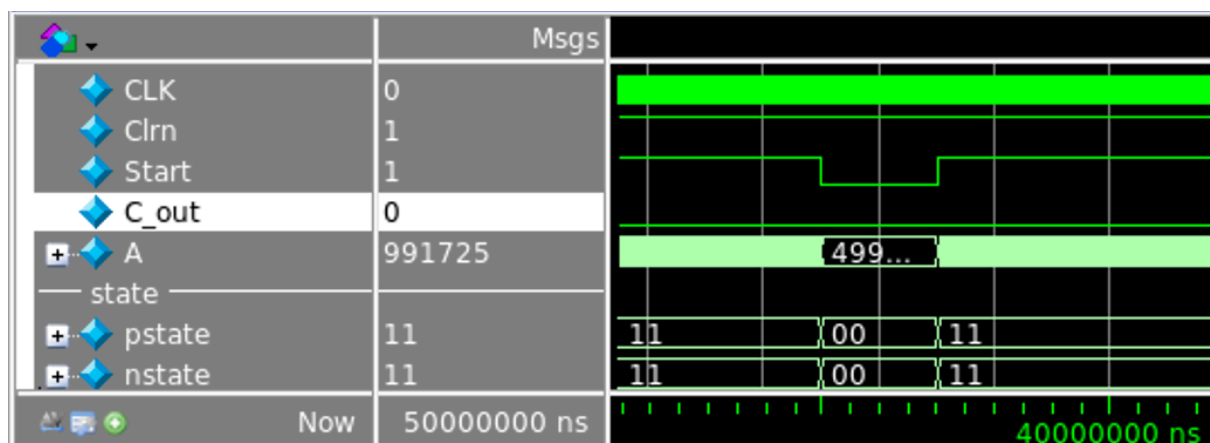 Msgs
CLK 0
Clrn 1
Start 1
C_out 0
A 991725 499...
state
pstate 11 11 00 11
nstate 11 11 00 11
Now 50000000 ns 40000000 ns